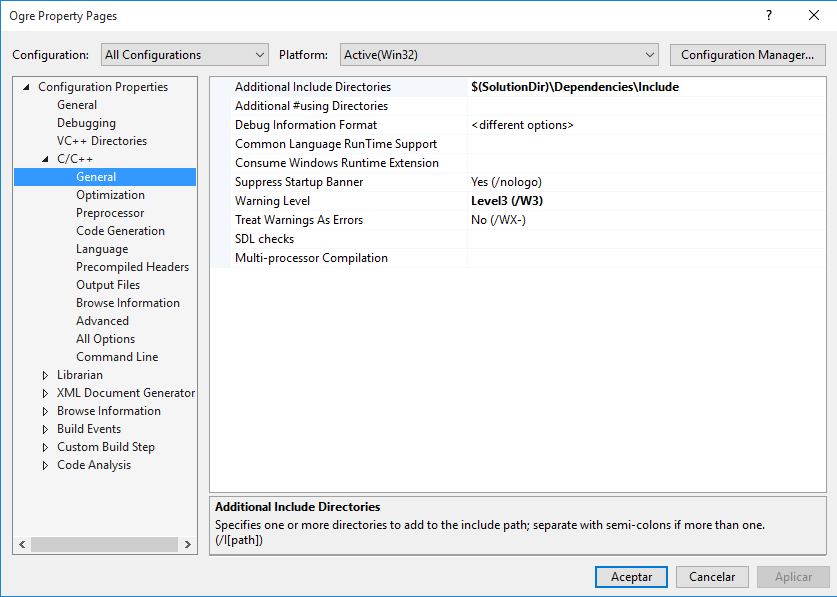 Ogre Property Pages
? 
Configuration: All Configurations Platform: Active(Win32) Configuration Manager...
Configuration Properties
General
Debugging
VC++ Directories
C/C++
General
Optimization
Preprocessor
Code Generation
Language
Precompiled Headers
Output Files
Browse Information
Advanced
All Options
Command Line
Librarian
XML Document Generator
Browse Information
Build Events
Custom Build Step
Code Analysis
Additional Include Directories $(SolutionDir)\Dependencies\Include
Additional #using Directories
Debug Information Format <different options>
Common Language RunTime Support
Consume Windows Runtime Extension
Suppress Startup Banner Yes (/nologo)
Warning Level Level3 (/W3)
Treat Warnings As Errors No (/WX-)
SDL checks
Multi-processor Compilation
Additional Include Directories
Specifies one or more directories to add to the include path; separate with semi-colons if more than one.
(/I[path])
Aceptar Cancelar Aplicar